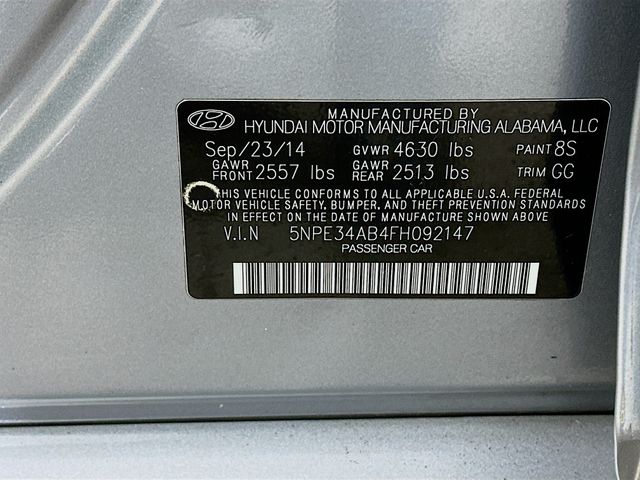 MANUFACTURED BY
HYUNDAI MOTOR MANUFACTURING ALABAMA, LLC
Sep/23/14 GVWR 4630 lbs PAINT 8S
GAWR FRONT 2557 lbs GAWR REAR 2513 lbs TRIM GG
THIS VEHICLE CONFORMS TO ALL APPLICABLE U.S.A. FEDERAL
MOTOR VEHICLE SAFETY, BUMPER, AND THEFT PREVENTION STANDARDS
IN EFFECT ON THE DATE OF MANUFACTURE SHOWN ABOVE
V.I.N 5NPE34AB4FH092147
PASSENGER CAR